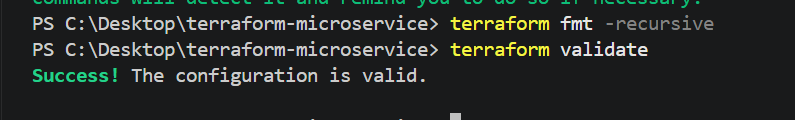 commands will detect it and remind you to do so if necessary.
PS C:\Desktop\terraform-microservice> terraform fmt -recursive
PS C:\Desktop\terraform-microservice> terraform validate
Success! The configuration is valid.